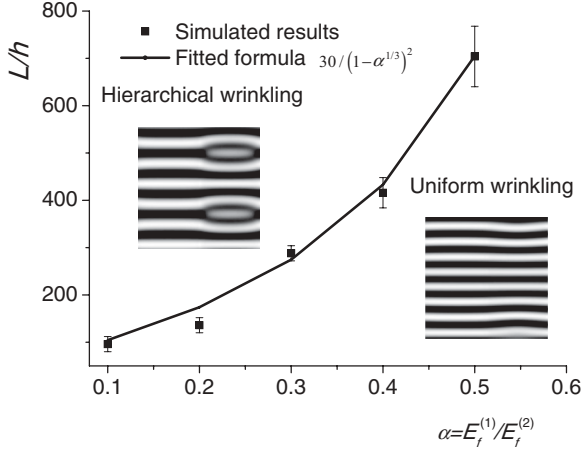 L/h
800
600
400
200
Simulated results
Fitted formula 30/(1-α^{1/3})^2
Hierarchical wrinkling
Uniform wrinkling
0.1 0.2 0.3 0.4 0.5 0.6
α=E_f^{(1)}/E_f^{(2)}